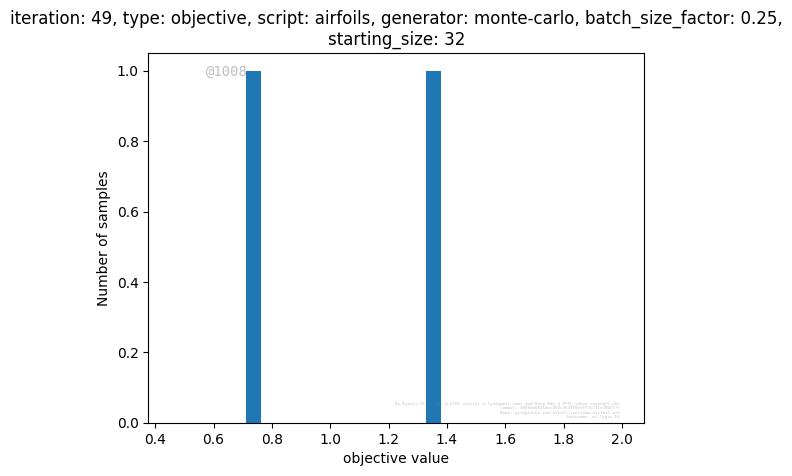 iteration: 49, type: objective, script: airfoils, generator: monte-carlo, batch_size_factor: 0.25,
starting_size: 32
@1008
1.0
0.8
0.6
0.4
0.2
0.0
Number of samples
0.4 0.6 0.8 1.0 1.2 1.4 1.6 1.8 2.0
objective value